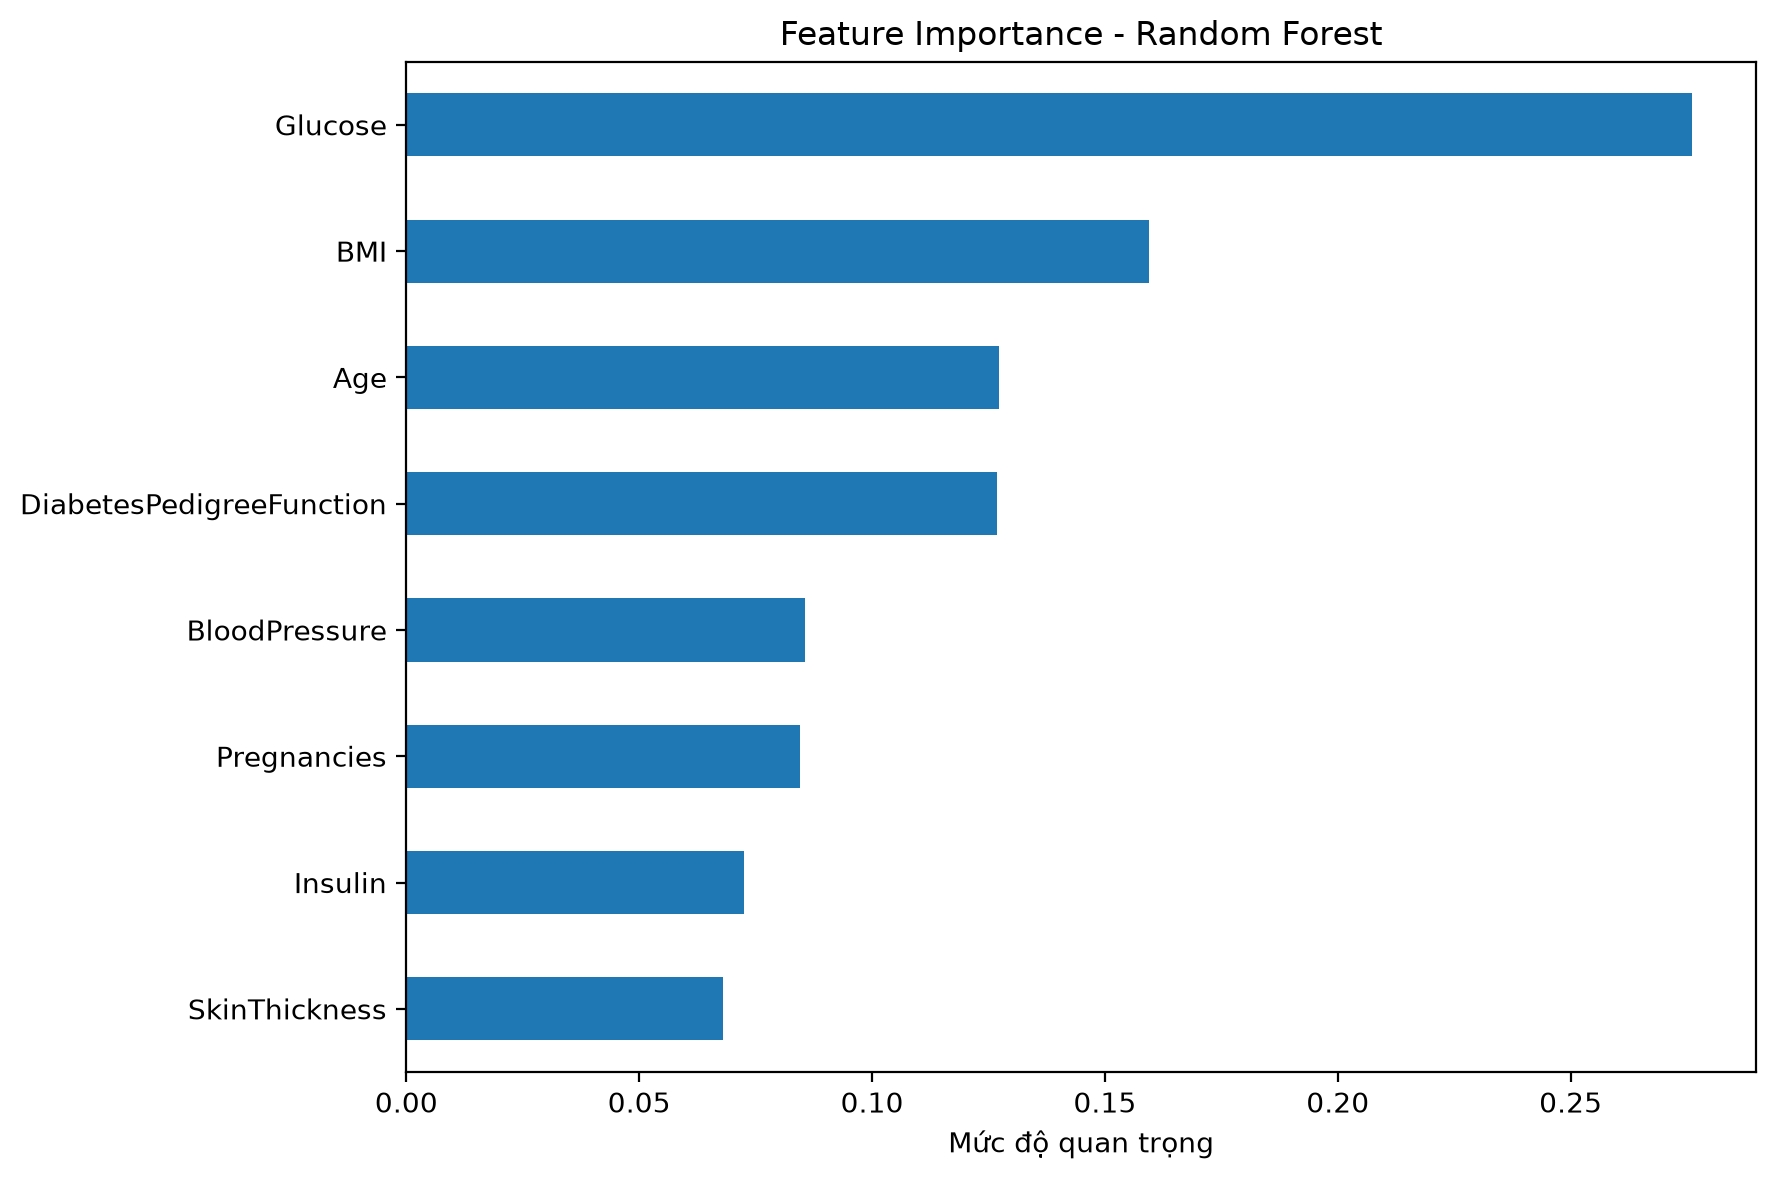 Feature Importance - Random Forest
Glucose
BMI
Age
DiabetesPedigreeFunction
BloodPressure
Pregnancies
Insulin
SkinThickness
0.00 0.05 0.10 0.15 0.20 0.25
Mức độ quan trọng